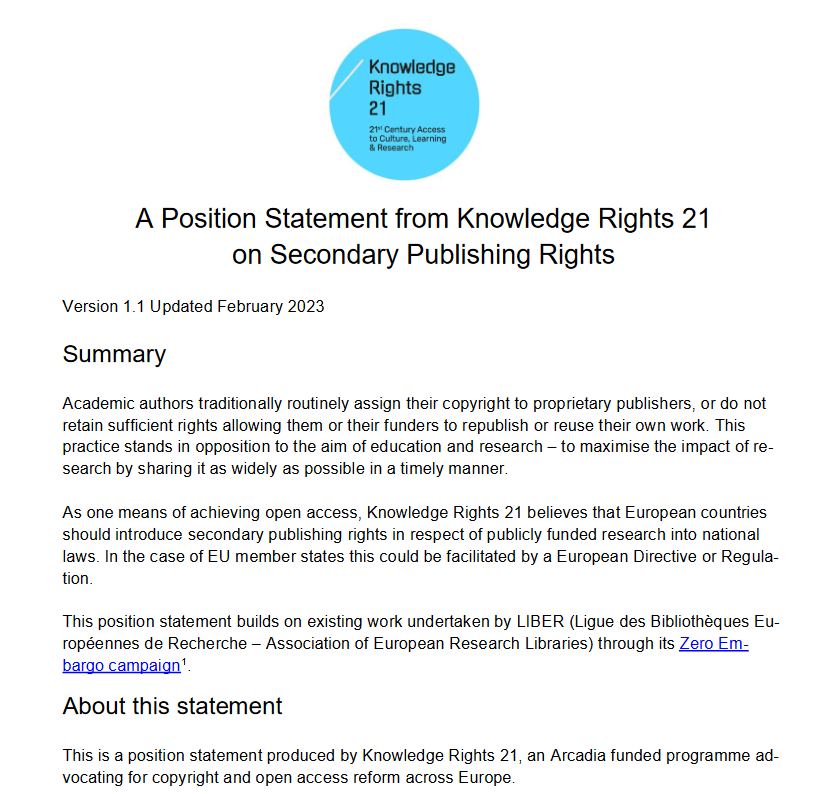 Knowledge
Rights
21
21st Century Access
to Culture, Learning
& Research
A Position Statement from Knowledge Rights 21
on Secondary Publishing Rights
Version 1.1 Updated February 2023
Summary
Academic authors traditionally routinely assign their copyright to proprietary publishers, or do not
retain sufficient rights allowing them or their funders to republish or reuse their own work. This
practice stands in opposition to the aim of education and research – to maximise the impact of re-
search by sharing it as widely as possible in a timely manner.
As one means of achieving open access, Knowledge Rights 21 believes that European countries
should introduce secondary publishing rights in respect of publicly funded research into national
laws. In the case of EU member states this could be facilitated by a European Directive or Regula-
tion.
This position statement builds on existing work undertaken by LIBER (Ligue des Bibliothèques Eu-
ropéennes de Recherche – Association of European Research Libraries) through its Zero Em-
bargo campaign¹.
About this statement
This is a position statement produced by Knowledge Rights 21, an Arcadia funded programme ad-
vocating for copyright and open access reform across Europe.